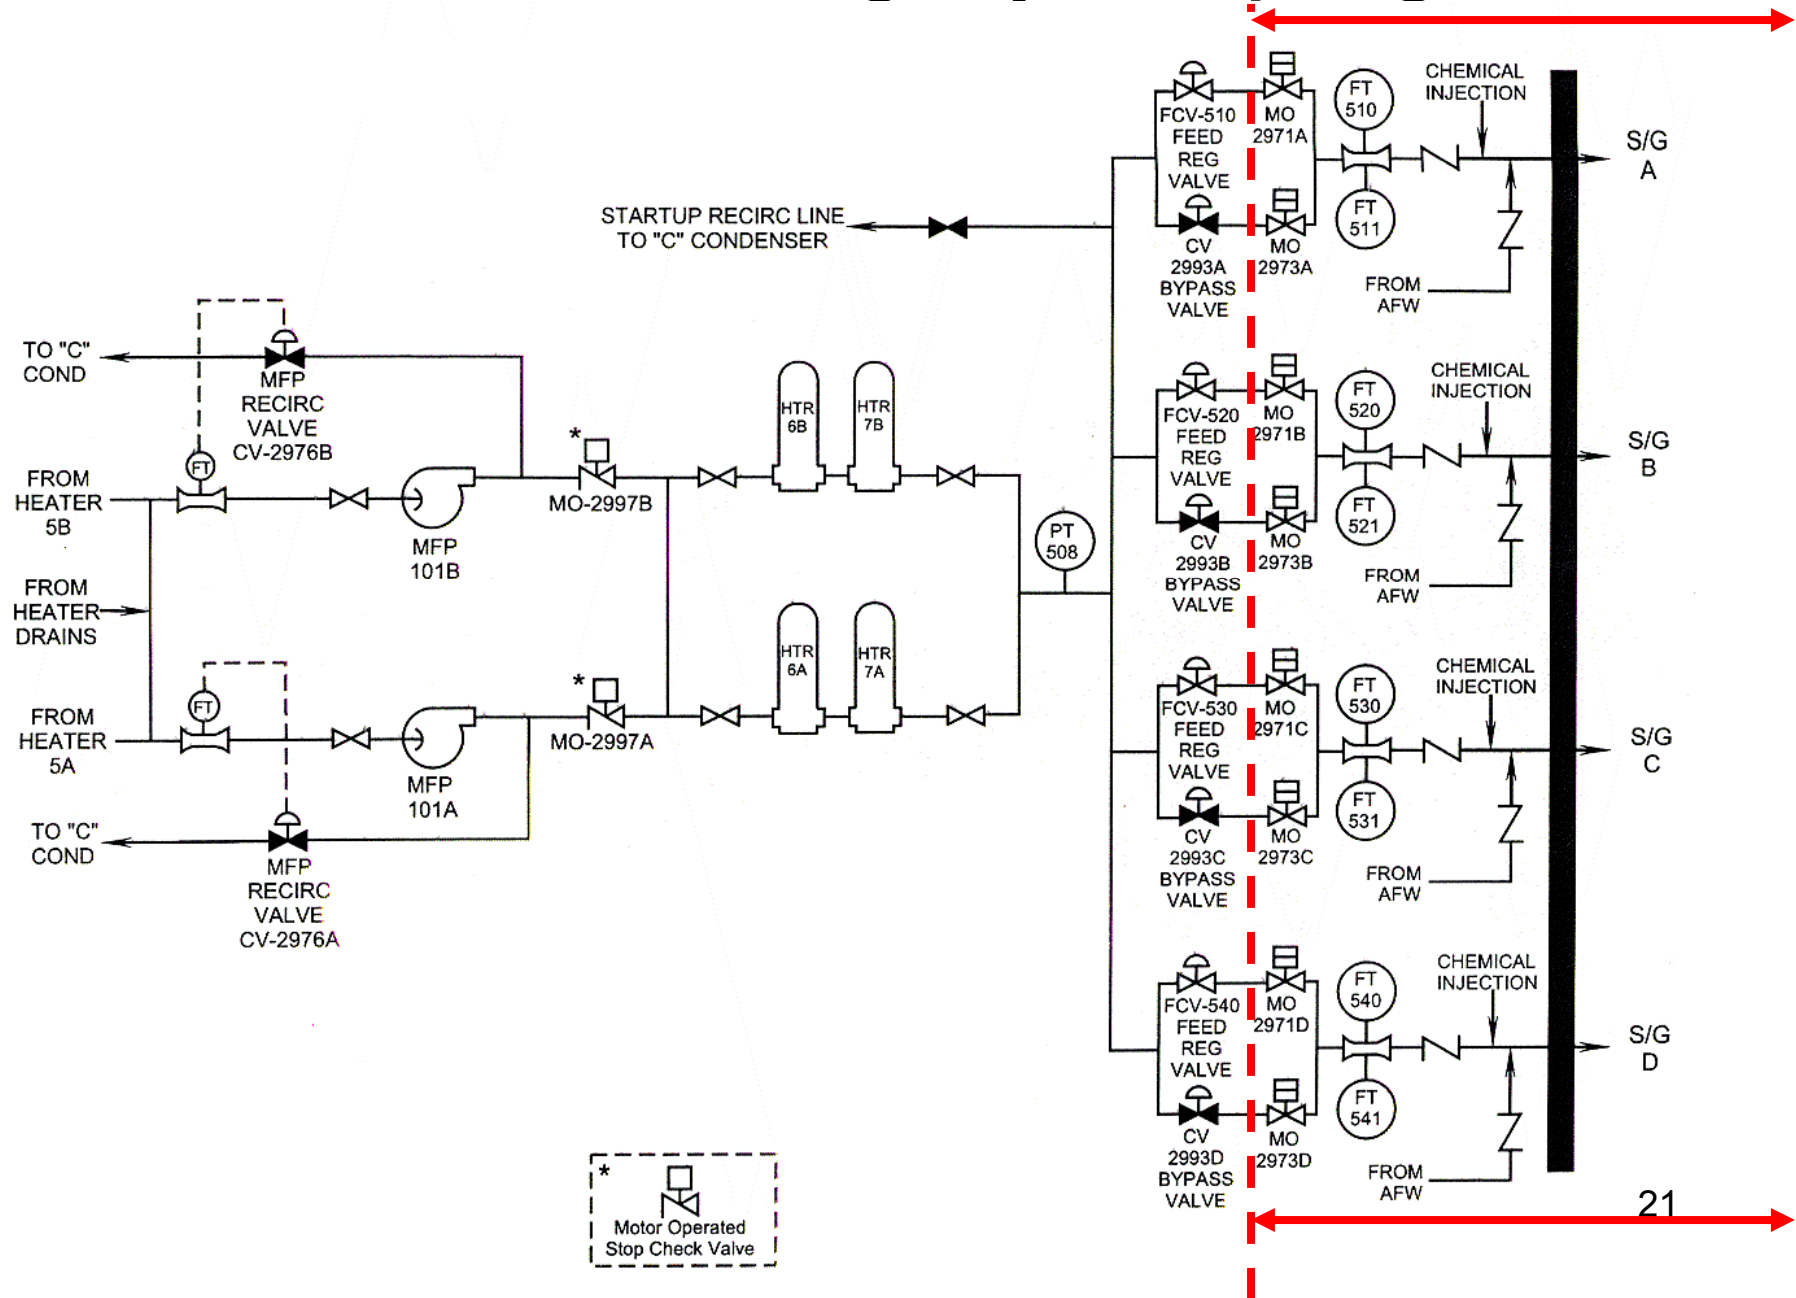 CHEMICAL
INJECTION
FT
510
FCV-510
FEED
REG
VALVE
MO
2971A
S/G
A
STARTUP RECIRC LINE
TO "C" CONDENSER
FT
511
CV
2993A
BYPASS
VALVE
MO
2973A
FROM
AFW
TO "C"
COND
MFP
RECIRC
VALVE
CV-2976B
HTR
6B
HTR
7B
*
MO-2997B
FT
FROM
HEATER
5B
MFP
101B
FCV-520
FEED
REG
VALVE
MO
2971B
FT
520
CHEMICAL
INJECTION
S/G
B
CV
2993B
BYPASS
VALVE
MO
2973B
FT
521
FROM
AFW
PT
508
FROM
HEATER
DRAINS
HTR
6A
HTR
7A
*
MO-2997A
FT
FROM
HEATER
5A
MFP
101A
TO "C"
COND
MFP
RECIRC
VALVE
CV-2976A
FCV-530
FEED
REG
VALVE
MO
2971C
FT
530
CHEMICAL
INJECTION
S/G
C
CV
2993C
BYPASS
VALVE
MO
2973C
FT
531
FROM
AFW
FCV-540
FEED
REG
VALVE
MO
2971D
FT
540
CHEMICAL
INJECTION
S/G
D
CV
2993D
BYPASS
VALVE
MO
2973D
FT
541
FROM
AFW
*
Motor Operated
Stop Check Valve
21